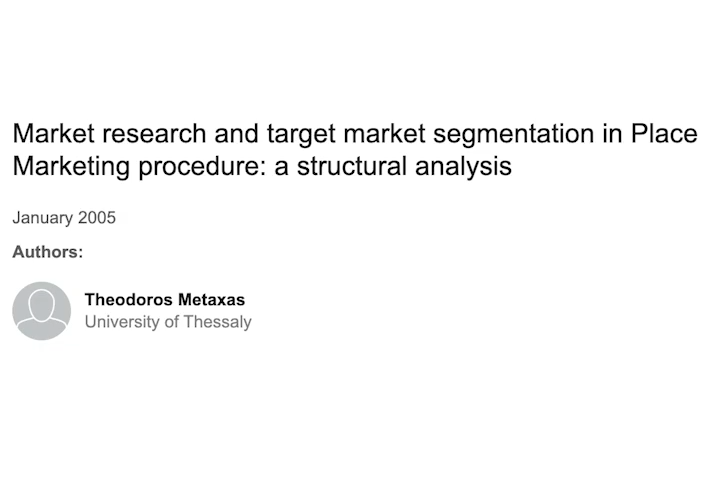 Market research and target market segmentation in Place
Marketing procedure: a structural analysis
January 2005
Authors:
Theodoros Metaxas
University of Thessaly